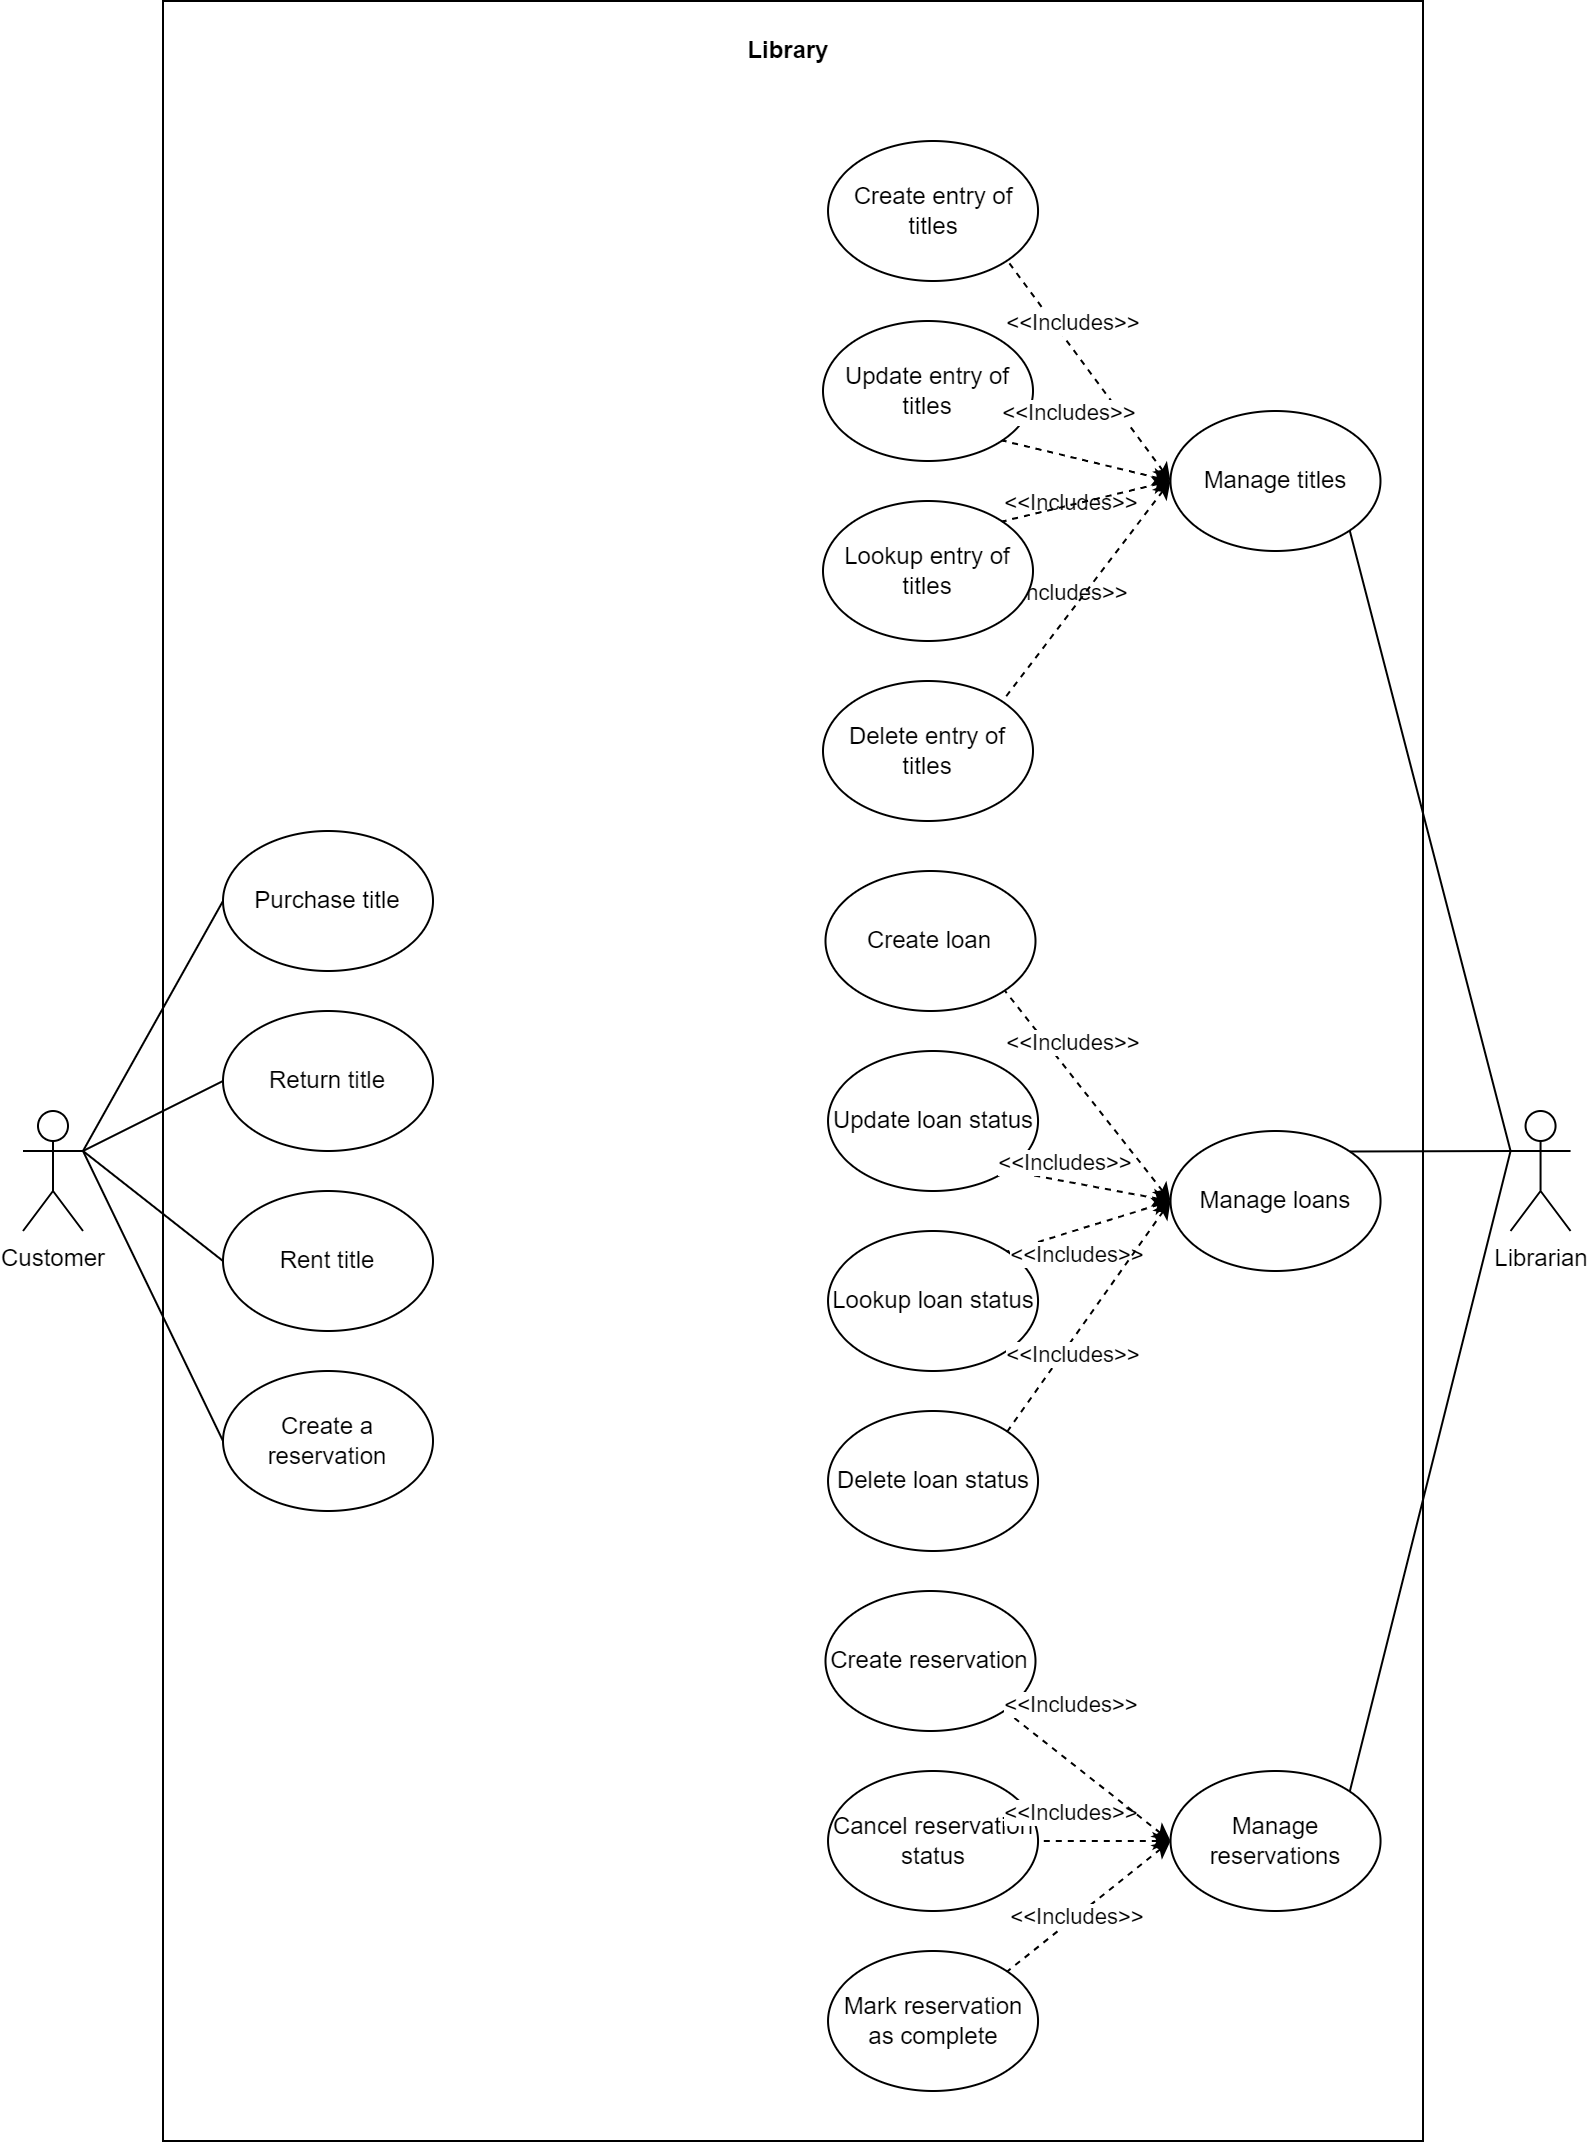 Library
Create entry of
titles
<<Includes>>
Update entry of
titles
<<Includes>>
Manage titles
<<Includes>>
Lookup entry of
titles
ncludes>>
Delete entry of
titles
Purchase title
Create loan
<<Includes>>
Return title
Update loan status
<<Includes>>
Manage loans
Customer
Rent title
<<Includes>>
Librarian
Lookup loan status
<<Includes>>
Create a
reservation
Delete loan status
Create reservation
<<Includes>>
<<Includes>>
Cancel reservation
status
Manage
reservations
<<Includes>>
Mark reservation
as complete